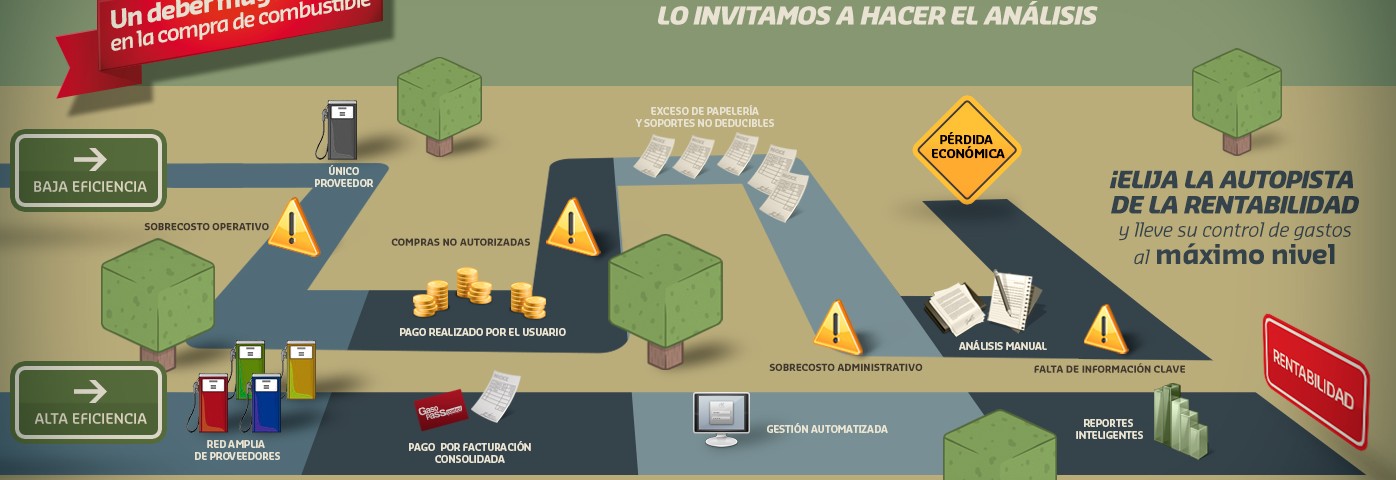 Un deber
en la compra de combustible
LO INVITAMOS A HACER EL ANÁLISIS
EXCESO DE PAPELERÍA
Y SOPORTES NO DEDUCIBLES
PÉRDIDA
ECONÓMICA
BAJA EFICIENCIA
ÚNICO
PROVEEDOR
¡ELIJA LA AUTOPISTA
DE LA RENTABILIDAD
y lleve su control de gastos
al máximo nivel
SOBRECOSTO OPERATIVO
COMPRAS NO AUTORIZADAS
PAGO REALIZADO POR EL USUARIO
ANÁLISIS MANUAL
SOBRECOSTO ADMINISTRATIVO
FALTA DE INFORMACIÓN CLAVE
RENTABILIDAD
ALTA EFICIENCIA
RED AMPLIA
DE PROVEEDORES
Gaso
Pass
PAGO POR FACTURACIÓN
CONSOLIDADA
GESTIÓN AUTOMATIZADA
REPORTES
INTELIGENTES